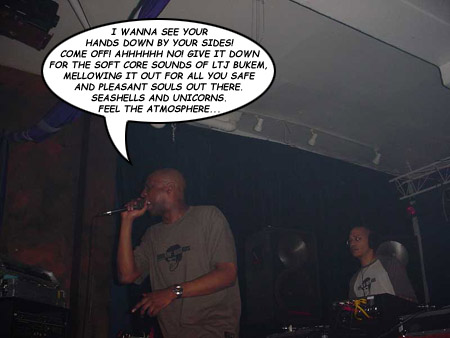 I WANNA SEE YOUR
HANDS DOWN BY YOUR SIDES!
COME OFF! AHHHHHH NO! GIVE IT DOWN
FOR THE SOFT CORE SOUNDS OF LTJ BUKEM,
MELLOWING IT OUT FOR ALL YOU SAFE
AND PLEASANT SOULS OUT THERE.
SEASHELLS AND UNICORNS.
FEEL THE ATMOSPHERE...